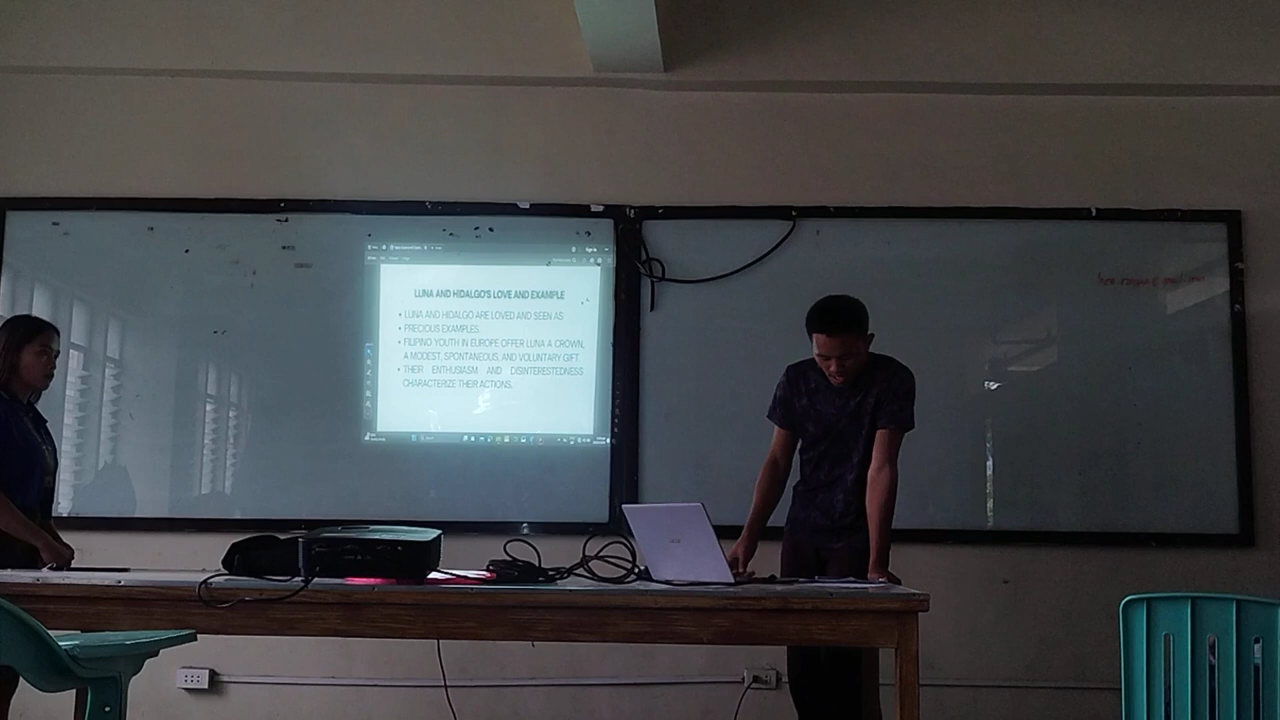 LUNA AND HIDALGO'S LOVE AND EXAMPLE
• LUNA AND HIDALGO ARE LOVED AND SEEN AS
• PRECIOUS EXAMPLES.
• FILIPINO YOUTH IN EUROPE OFFER LUNA A CROWN,
A MODEST, SPONTANEOUS, AND VOLUNTARY GIFT.
• THEIR ENTHUSIASM AND DISINTERESTEDNESS
CHARACTERIZE THEIR ACTIONS.